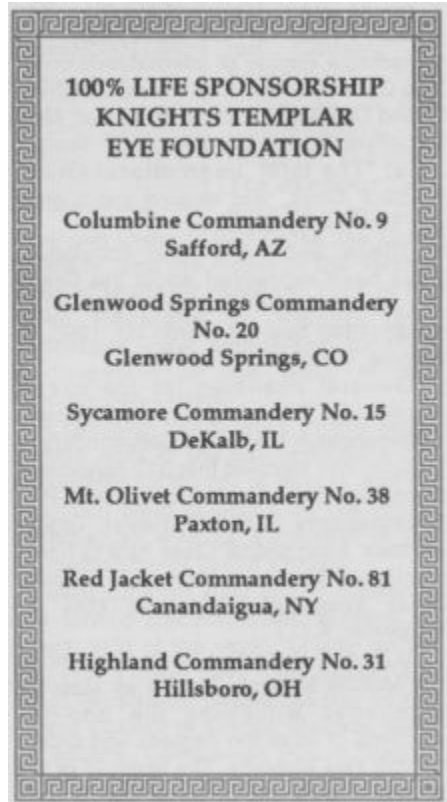 100% LIFE SPONSORSHIP
KNIGHTS TEMPLAR
EYE FOUNDATION
Columbine Commandery No. 9
Safford, AZ
Glenwood Springs Commandery
No. 20
Glenwood Springs, CO
Sycamore Commandery No. 15
DeKalb, IL
Mt. Olivet Commandery No. 38
Paxton, IL
Red Jacket Commandery No. 81
Canandaigua, NY
Highland Commandery No. 31
Hillsboro, OH